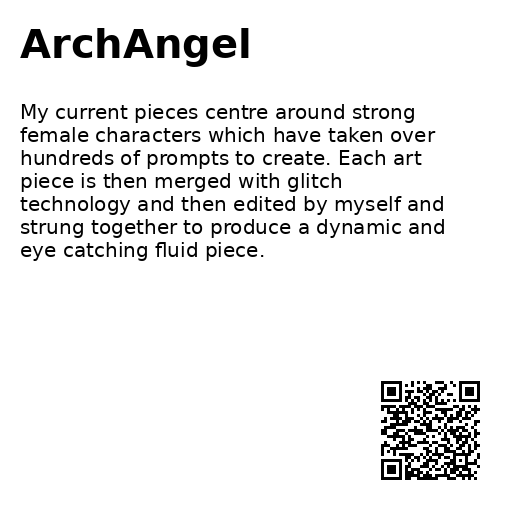 ArchAngel
My current pieces centre around strong
female characters which have taken over
hundreds of prompts to create. Each art
piece is then merged with glitch
technology and then edited by myself and
strung together to produce a dynamic and
eye catching fluid piece.